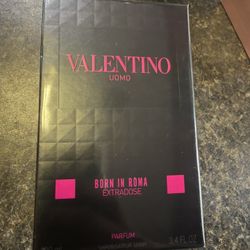 VALENTINO
UOMO
BORN IN ROMA
EXTRADOSE
PARFUM
3.4 FL. OZ.